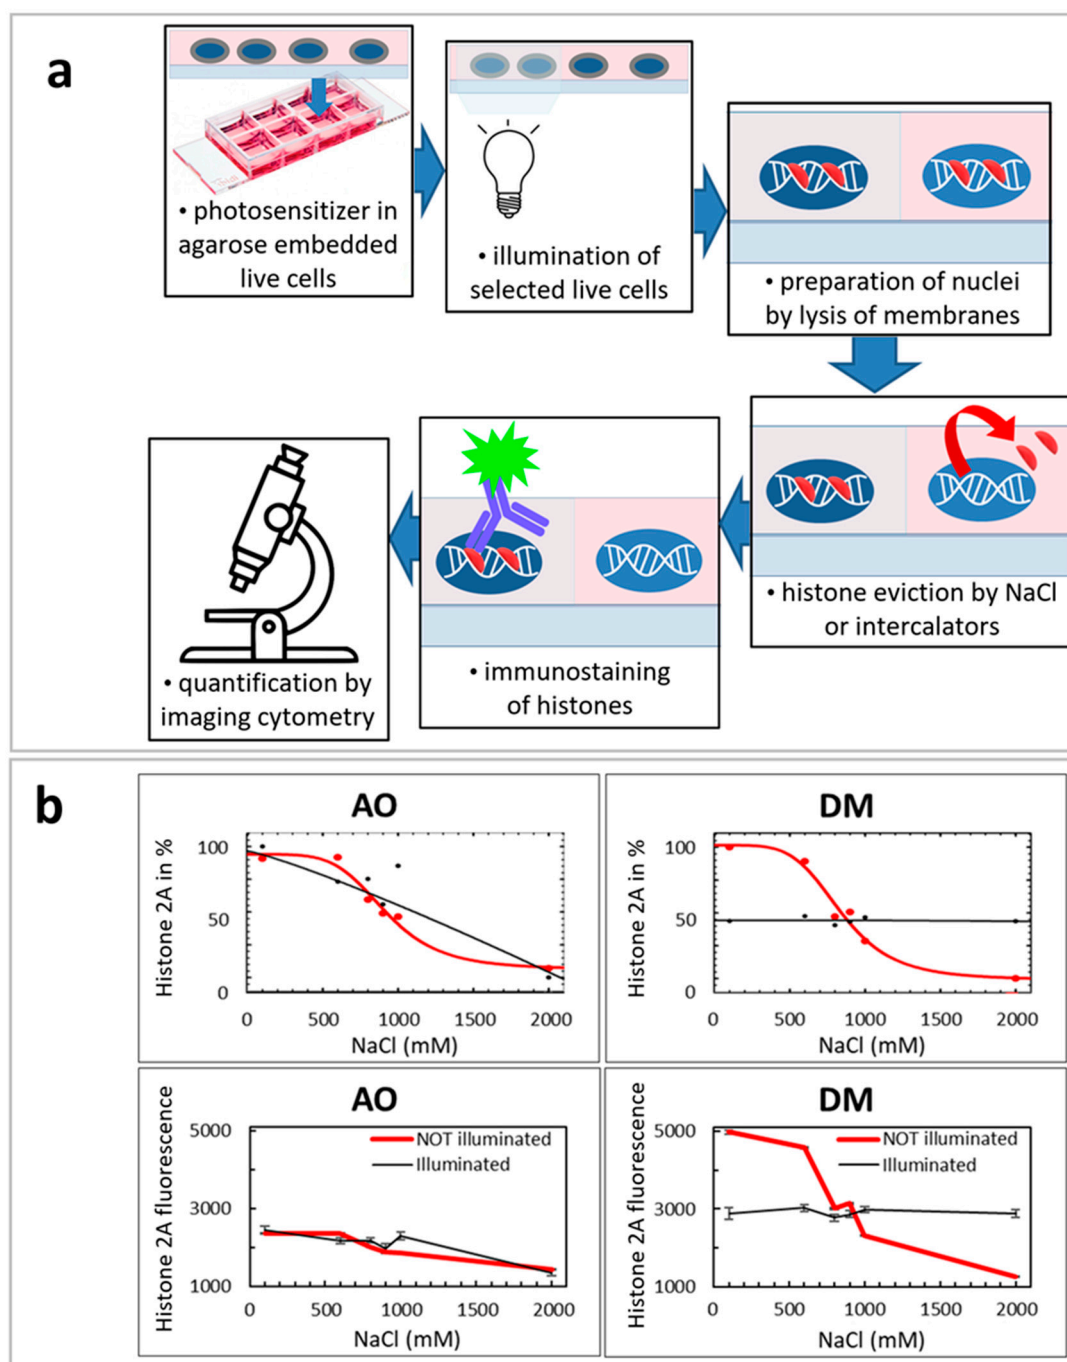 a
• photosensitizer in
agarose embedded
live cells
• illumination of
selected live cells
• preparation of nuclei
by lysis of membranes
• histone eviction by NaCl
or intercalators
• immunostaining
of histones
• quantification by
imaging cytometry
b
AO
Histone 2A in %
100
50
0
0 500 1000 1500 2000
NaCl (mM)
DM
Histone 2A in %
100
50
0
0 500 1000 1500 2000
NaCl (mM)
AO
Histone 2A fluorescence
5000
3000
1000
NOT illuminated
Illuminated
0 500 1000 1500 2000
NaCl (mM)
DM
Histone 2A fluorescence
5000
3000
1000
NOT illuminated
Illuminated
0 500 1000 1500 2000
NaCl (mM)